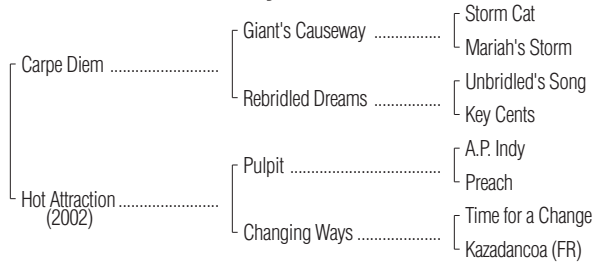 Storm Cat
Giant's Causeway ..................
Mariah's Storm
Carpe Diem ........................
Unbridled's Song
Rebridled Dreams ...............
Key Cents
A.P. Indy
Pulpit ..................................
Preach
Hot Attraction ......................
(2002)
Time for a Change
Changing Ways ...................
Kazadancoa (FR)